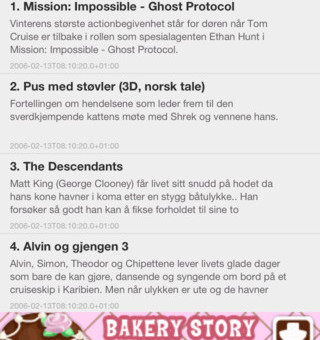 1. Mission: Impossible - Ghost Protocol
Vinterens største actionbegivenhet står for døren når Tom
Cruise er tilbake i rollen som spesialagenten Ethan Hunt i
Mission: Impossible - Ghost Protocol.
2006-02-13T08:10:20.0+01:00
2. Pus med støvler (3D, norsk tale)
Fortellingen om hendelsene som leder frem til den
sverdkjempende kattens møte med Shrek og vennene hans.
2006-02-13T08:10:20.0+01:00
3. The Descendants
Matt King (George Clooney) får livet sitt snudd på hodet da
hans kone havner i koma etter en stygg båtulykke.. Han
forsøker så godt han kan å fikse forholdet til sine to
2006-02-13T08:10:20.0+01:00
4. Alvin og gjengen 3
Alvin, Simon, Theodor og Chipettene lever livets glade dager
som bare de kan gjøre, dansende og syngende om bord på et
cruiseskip i Karibien. Men når ulykken er ute og de havner
2006-02-13T08:10:20.0+01:00
BAKERY STORY